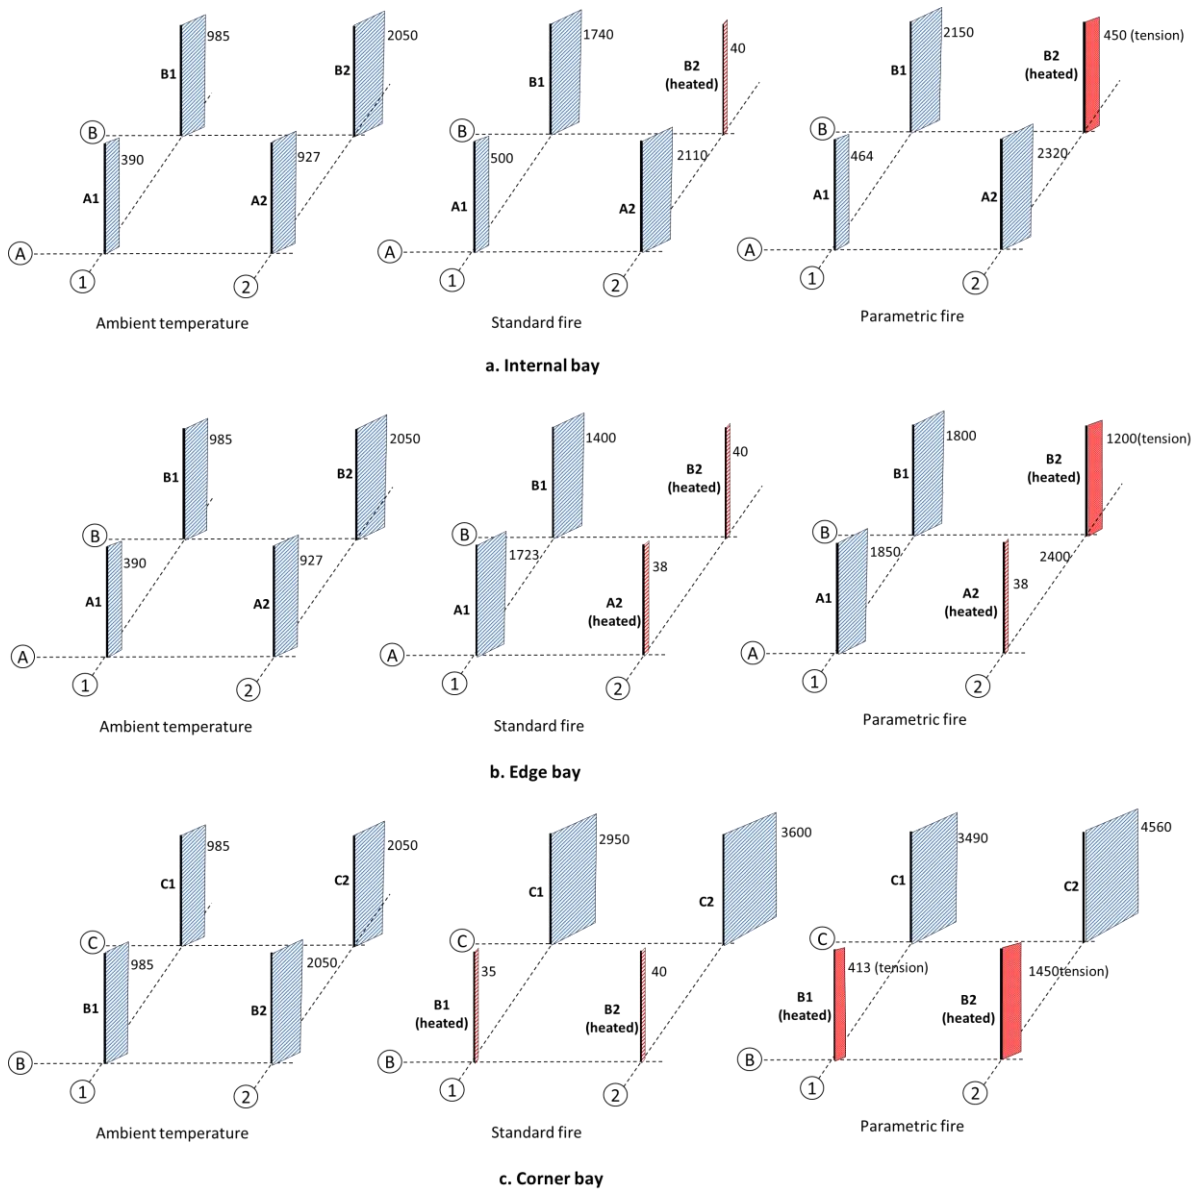 985
2050
B1
B2
B
390
927
A1
A2
A
1
2
Ambient temperature
1740
40
B1
B2
(heated)
B
500
2110
A1
A2
A
1
2
Standard fire
2150
450 (tension)
B1
B2
(heated)
B
464
2320
A1
A2
A
1
2
Parametric fire
a. Internal bay
985
2050
B1
B2
B
390
927
A1
A2
A
1
2
Ambient temperature
1400
40
B1
B2
(heated)
B
1723
38
A1
A2
(heated)
A
1
2
Standard fire
1800
1200(tension)
B1
B2
(heated)
B
1850
2400
38
A1
A2
(heated)
A
1
2
Parametric fire
b. Edge bay
985
2050
C1
C2
C
985
2050
B1
B2
B
1
2
Ambient temperature
2950
3600
C1
C2
C
35
40
B1
(heated)
B2
(heated)
B
1
2
Standard fire
3490
4560
C1
C2
C
413 (tension)
1450tension)
B1
(heated)
B2
(heated)
B
1
2
Parametric fire
c. Corner bay